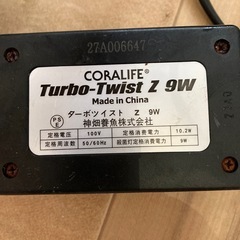 27A006647
CORALIFE®
Turbo-Twist Z 9W
Made in China
ターボツイスト Z 9W
神畑養魚株式会社
PS E
定格電圧 100V 定格消費電力 10.2W
定格周波数 50/60Hz 殺菌灯定格消費電力 9W